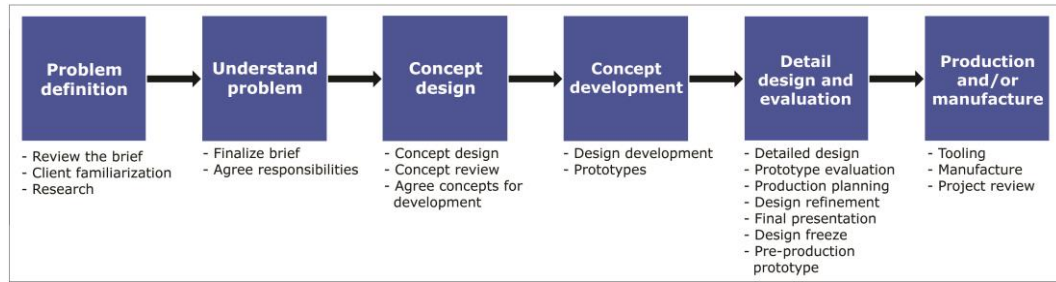 Problem
definition
- Review the brief
- Client familiarization
- Research
Understand
problem
- Finalize brief
- Agree responsibilities
Concept
design
- Concept design
- Concept review
- Agree concepts for
development
Concept
development
- Design development
- Prototypes
Detail
design and
evaluation
- Detailed design
- Prototype evaluation
- Production planning
- Design refinement
- Final presentation
- Design freeze
- Pre-production
prototype
Production
and/or
manufacture
- Tooling
- Manufacture
- Project review